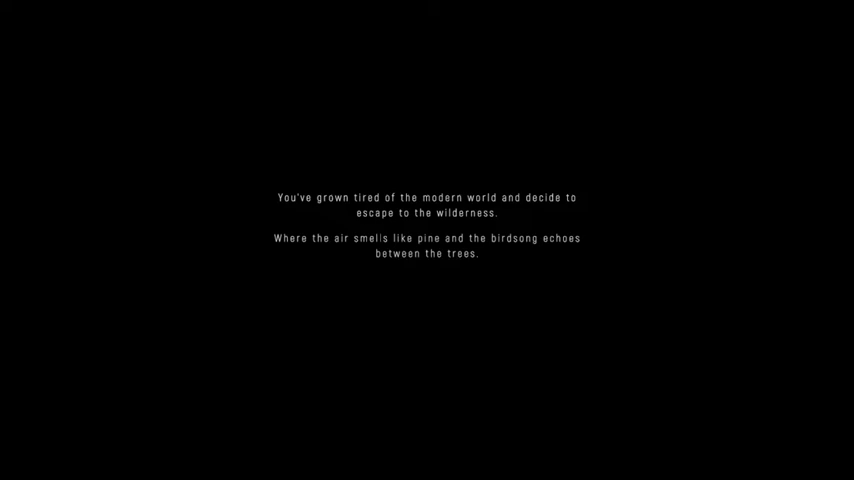 You've grown tired of the modern world and decide to
escape to the wilderness.
Where the air smells like pine and the birdsong echoes
between the trees.